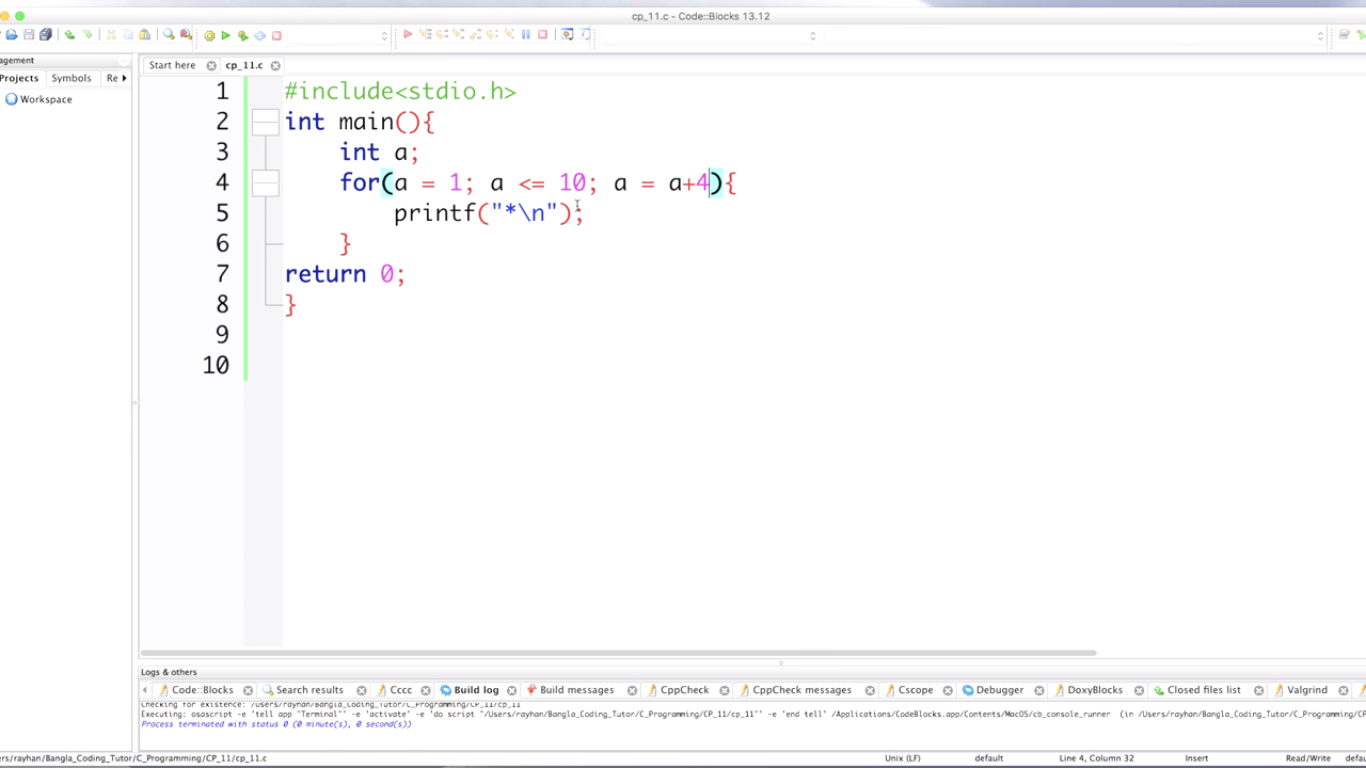 cp_11.c - Code::Blocks 13.12
agement
Start here cp_11.c
Projects Symbols Re
Workspace
1 #include<stdio.h>
2 int main(){
3 int a;
4 for(a = 1; a <= 10; a = a+4){
5 printf("*\n");
6 }
7 return 0;
8 }
9
10
Logs & others
Code::Blocks Search results Cccc Build log Build messages CppCheck CppCheck messages Cscope Debugger DoxyBlocks Closed files list Valgrind
Checking for existence: /Users/rayhan/Bangla_Coding_Tutor/C_Programming/CP_11/cp_11
Executing: osascript -e 'tell app "Terminal"' -e 'activate' -e 'do script "/Users/rayhan/Bangla_Coding_Tutor/C_Programming/CP_11/cp_11"' -e 'end tell' /Applications/CodeBlocks.app/Contents/MacOS/cb_console_runner (in /Users/rayhan/Bangla_Coding_Tutor/C_Programming/CP
Process terminated with status 0 (0 minute(s), 0 second(s))
ers/rayhan/Bangla_Coding_Tutor/C_Programming/CP_11/cp_11.c Unix (LF) default Line 4, Column 32 Insert Read/Write defau